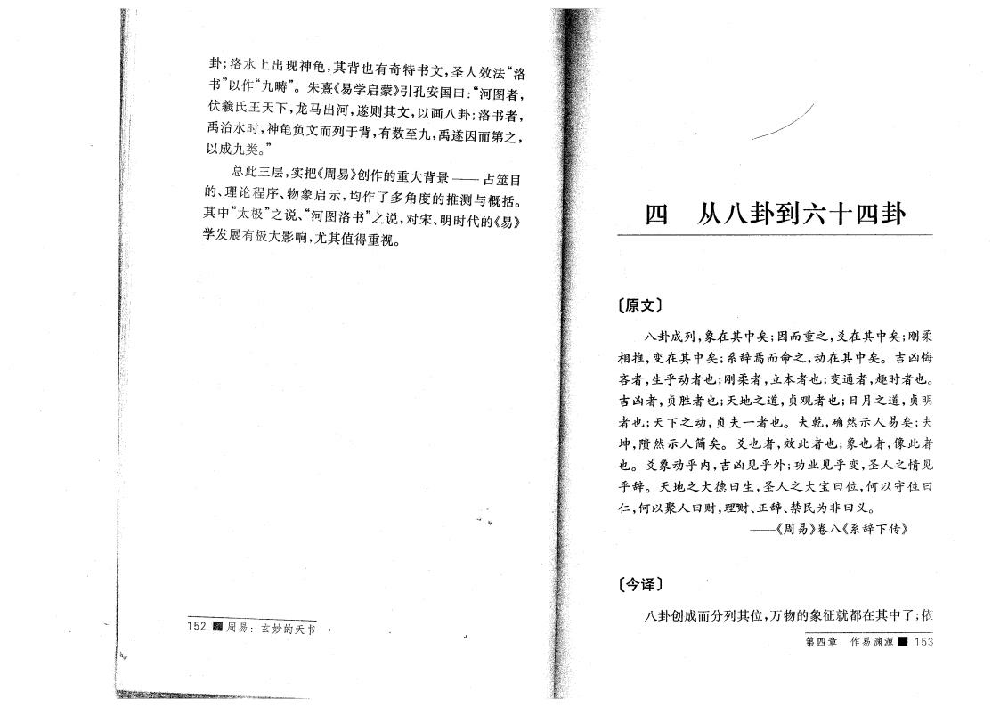 卦;洛水上出现神龟,其背也有奇特书文,圣人效法“洛
书”以作“九畴”。朱熹《易学启蒙》引孔安国曰:“河图者,
伏羲氏王天下,龙马出河,遂则其文,以画八卦;洛书者,
禹治水时,神龟负文而列于背,有数至九,禹遂因而第之,
以成九类。”
总此三层,实把《周易》创作的重大背景——占筮目
的、理论程序、物象启示,均作了多角度的推测与概括。
其中“太极”之说、“河图洛书”之说,对宋、明时代的《易》
学发展有极大影响,尤其值得重视。
152 ■ 周易:玄妙的天书
四 从八卦到六十四卦
〔原文〕
八卦成列,象在其中矣;因而重之,爻在其中矣;刚柔
相推,变在其中矣;系辞焉而命之,动在其中矣。吉凶悔
吝者,生乎动者也;刚柔者,立本者也;变通者,趣时者也。
吉凶者,贞胜者也;天地之道,贞观者也;日月之道,贞明
者也;天下之动,贞夫一者也。夫乾,确然示人易矣;夫
坤,隤然示人简矣。爻也者,效此者也;象也者,像此者
也。爻象动乎内,吉凶见乎外;功业见乎变,圣人之情见
乎辞。天地之大德曰生,圣人之大宝曰位,何以守位曰
仁,何以聚人曰财,理财、正辞、禁民为非曰义。
——《周易》卷八《系辞下传》
〔今译〕
八卦创成而分列其位,万物的象征就都在其中了;依
第四章 作易渊源 ■ 153